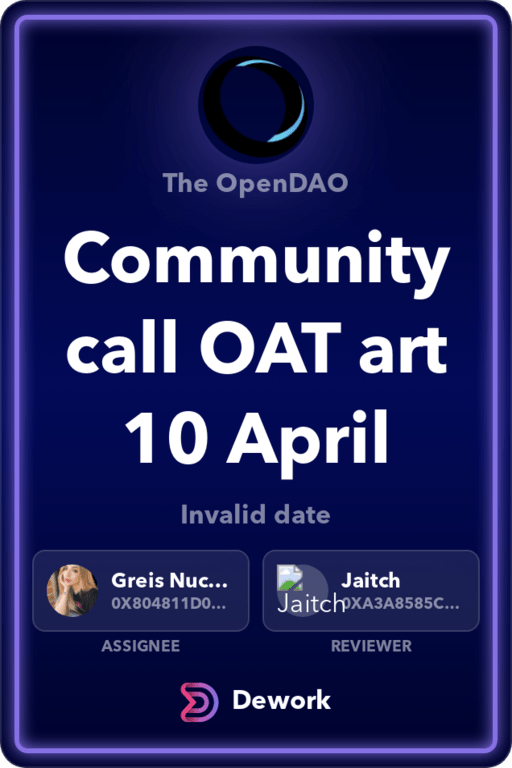 The OpenDAO
Community
call OAT art
10 April
Invalid date
Greis Nuc...
0X804811D0...
Jaitch
Jaitch
0XA3A8585C...
ASSIGNEE
REVIEWER
Dework